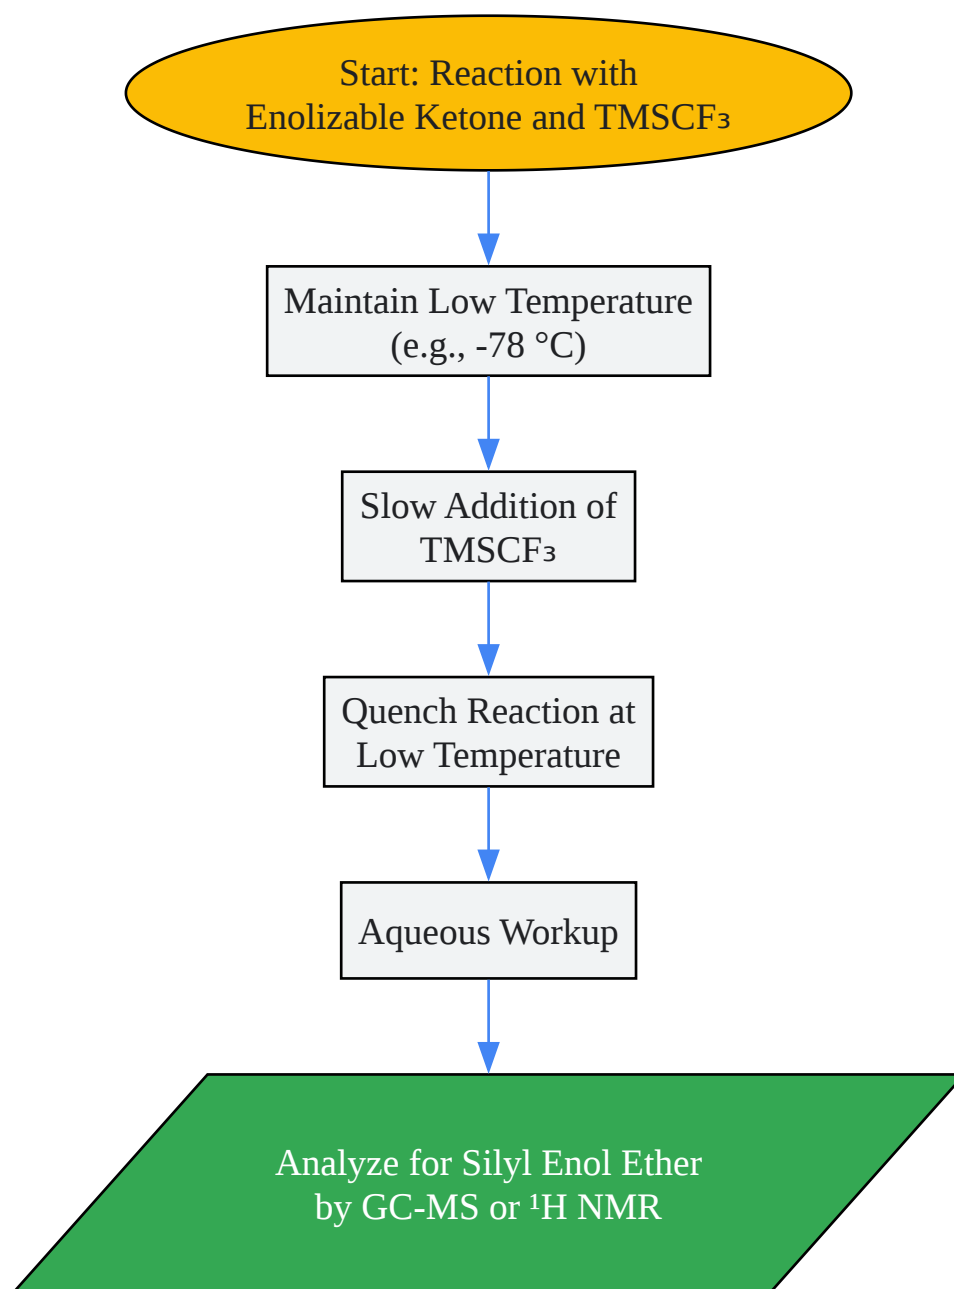 Start: Reaction with
Enolizable Ketone and TMSCF₃
Maintain Low Temperature
(e.g., -78 °C)
Slow Addition of
TMSCF₃
Quench Reaction at
Low Temperature
Aqueous Workup
Analyze for Silyl Enol Ether
by GC-MS or ¹H NMR